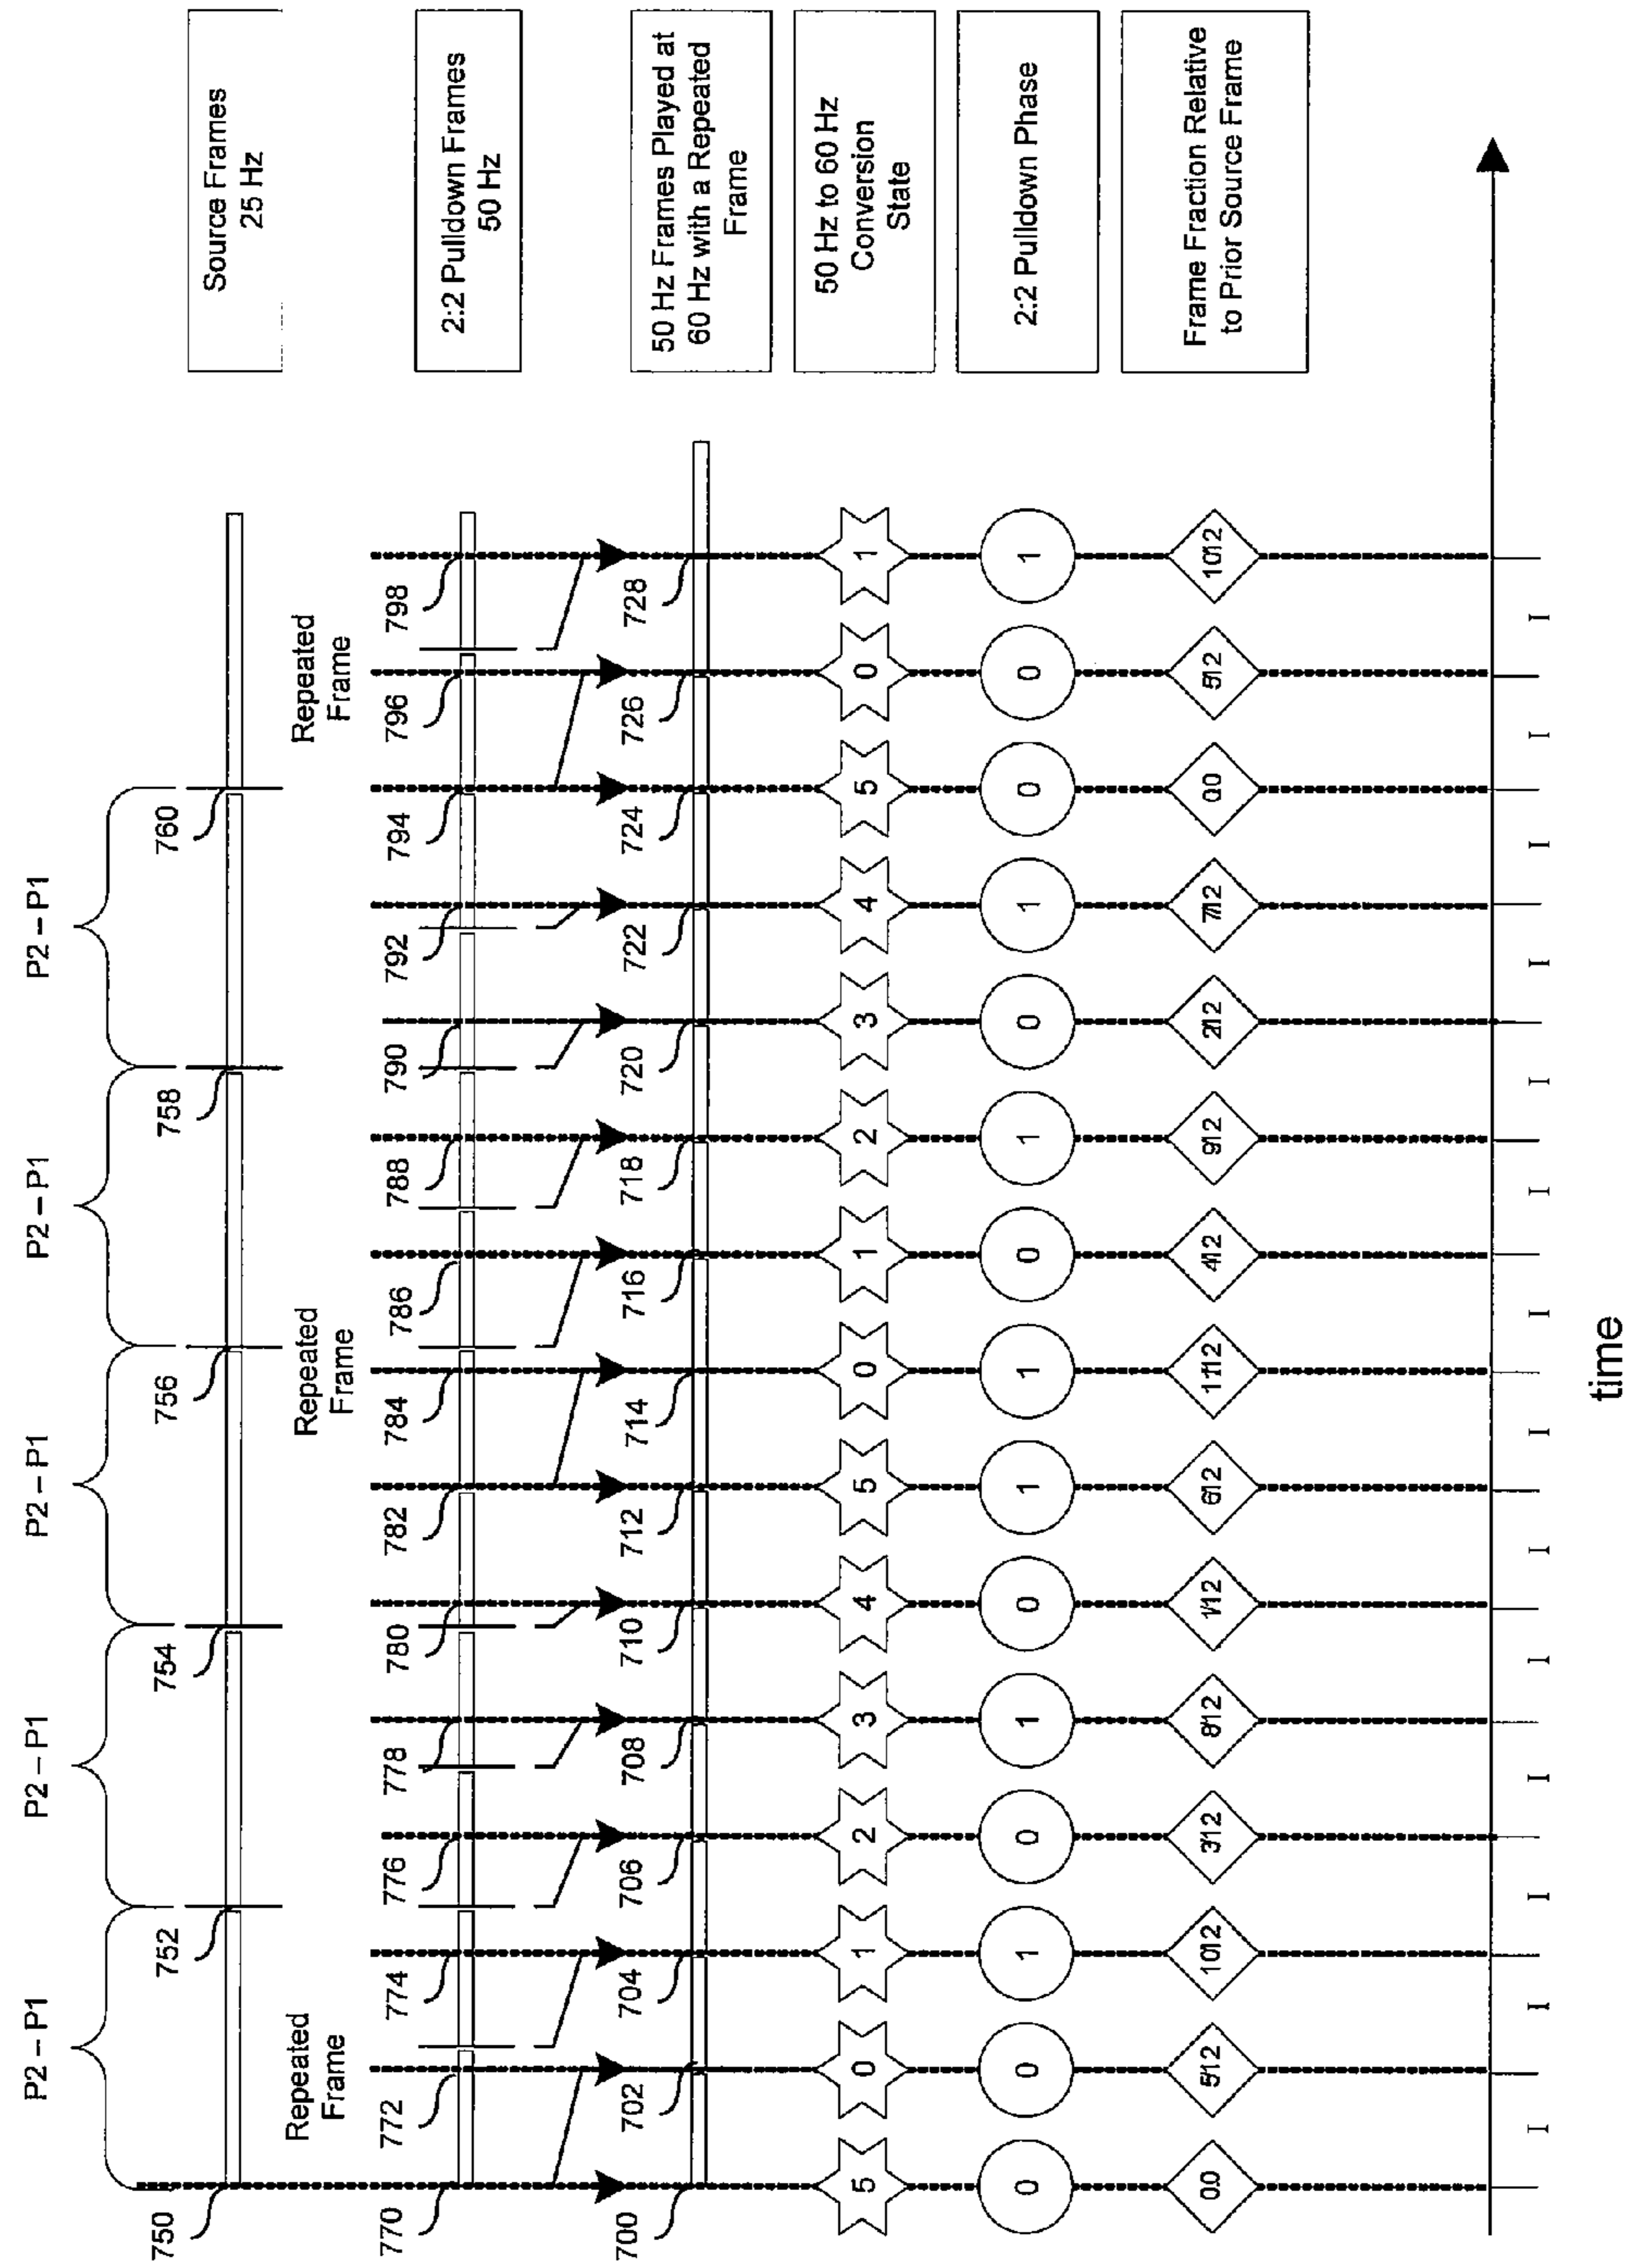 P2 – P1
P2 – P1
P2 – P1
P2 – P1
P2 – P1
750
752
754
756
758
760
Source Frames
25 Hz
Repeated
Frame
Repeated
Frame
Repeated
Frame
770
772
774
776
778
780
782
784
786
788
790
792
794
796
798
2:2 Pulldown Frames
50 Hz
700
702
704
706
708
710
712
714
716
718
720
722
724
726
728
50 Hz Frames Played at
60 Hz with a Repeated
Frame
5 0 1 2 3 4 5 0 1 2 3 4 5 0 1
50 Hz to 60 Hz
Conversion
State
0 0 1 0 1 0 1 1 0 1 0 1 0 0 1
2:2 Pulldown Phase
0.0 5/12 10/12 3/12 8/12 1/12 6/12 11/12 4/12 9/12 2/12 7/12 0.0 5/12 10/12
Frame Fraction Relative
to Prior Source Frame
time